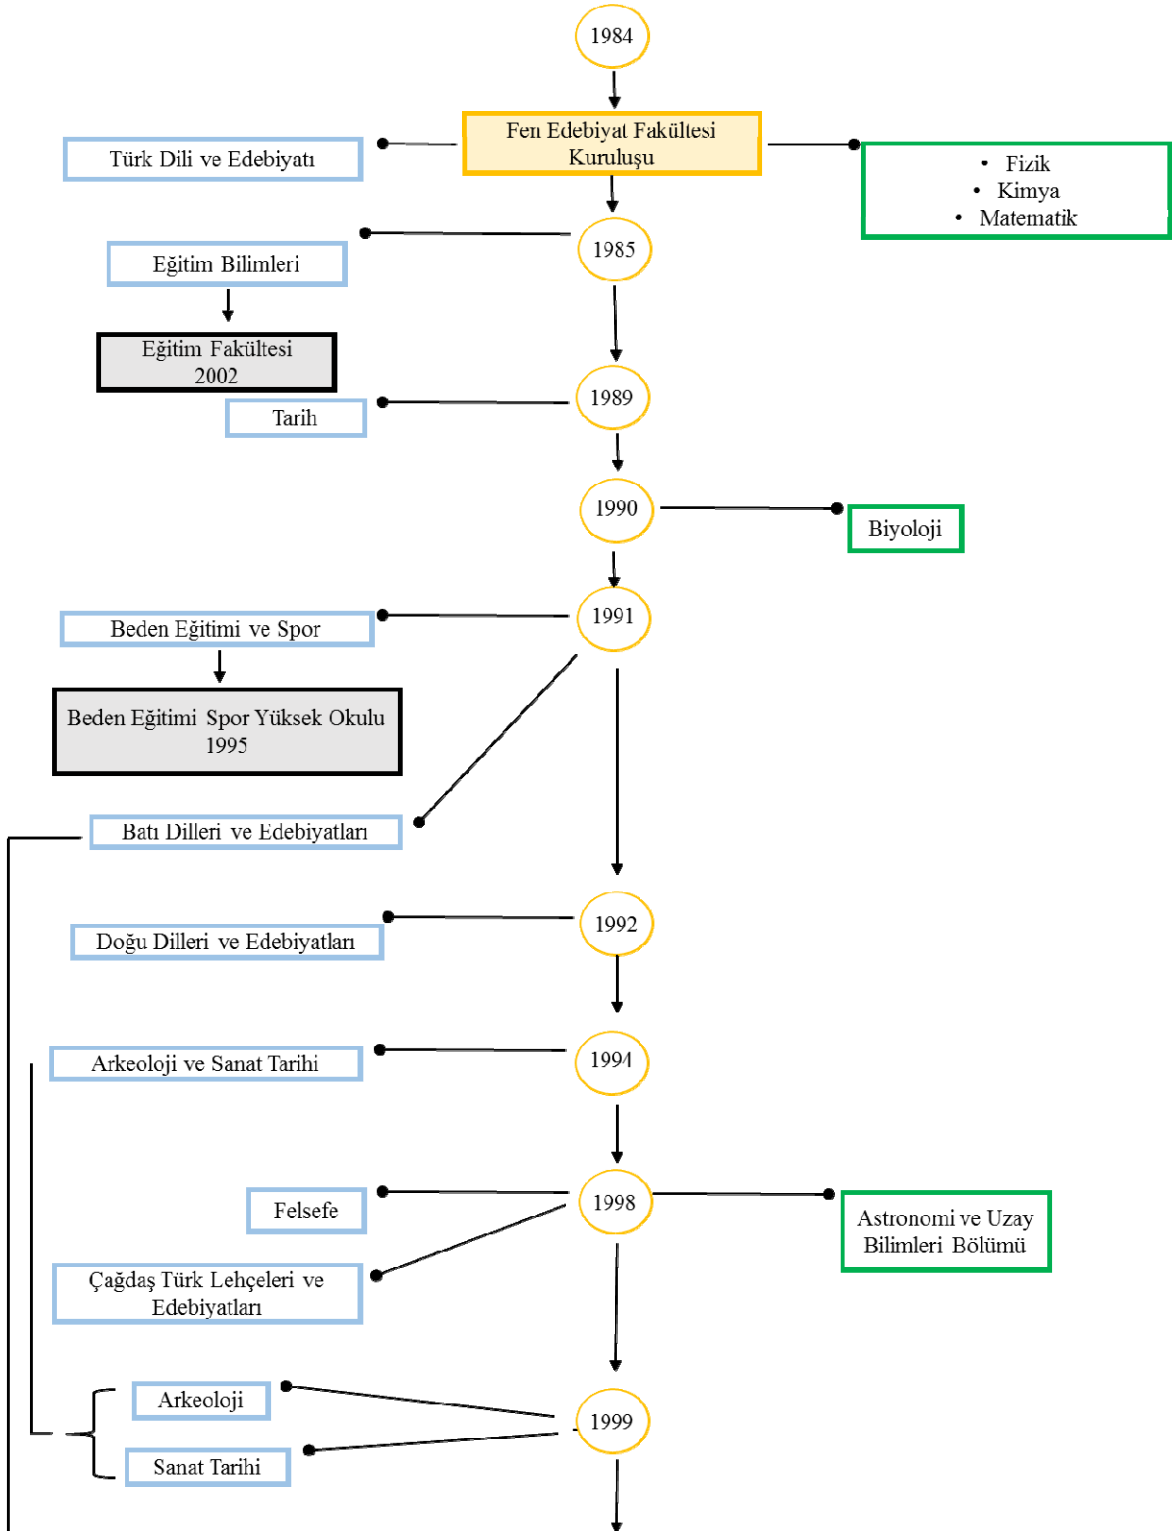 1984
Fen Edebiyat Fakültesi
Kuruluşu
Türk Dili ve Edebiyatı
• Fizik
• Kimya
• Matematik
1985
Eğitim Bilimleri
Eğitim Fakültesi
2002
1989
Tarih
1990
Biyoloji
1991
Beden Eğitimi ve Spor
Beden Eğitimi Spor Yüksek Okulu
1995
Batı Dilleri ve Edebiyatları
1992
Doğu Dilleri ve Edebiyatları
1994
Arkeoloji ve Sanat Tarihi
1998
Felsefe
Astronomi ve Uzay
Bilimleri Bölümü
Çağdaş Türk Lehçeleri ve
Edebiyatları
Arkeoloji
1999
Sanat Tarihi